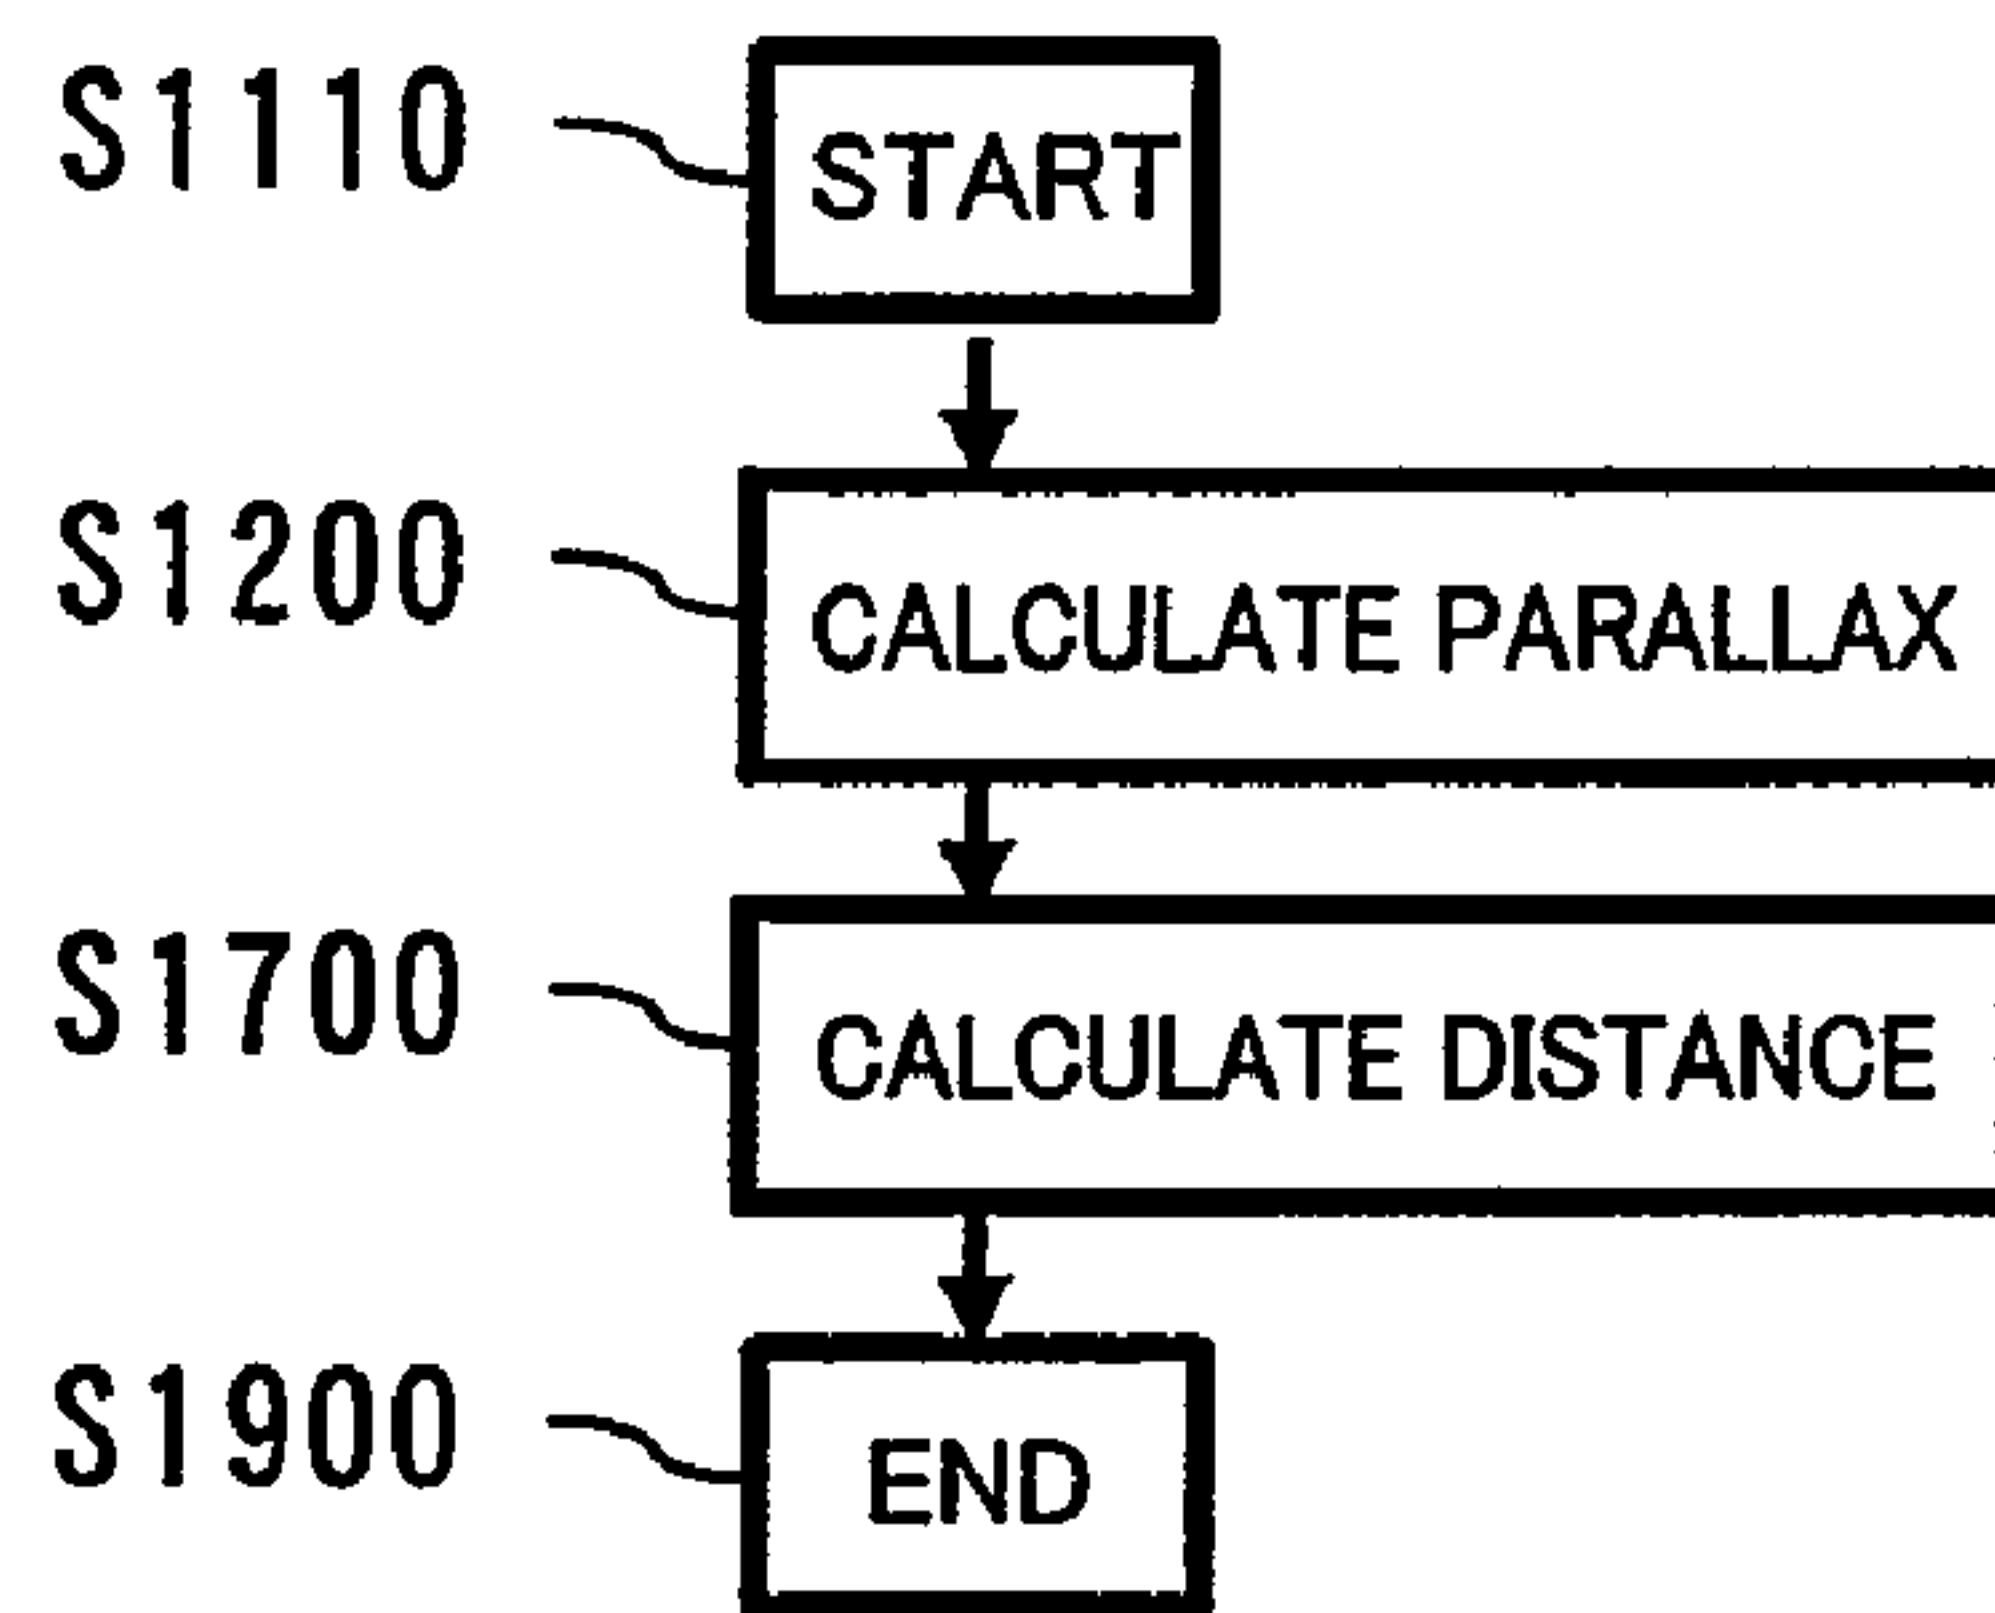 S1110 START
S1200 CALCULATE PARALLAX
S1700 CALCULATE DISTANCE
S1900 END